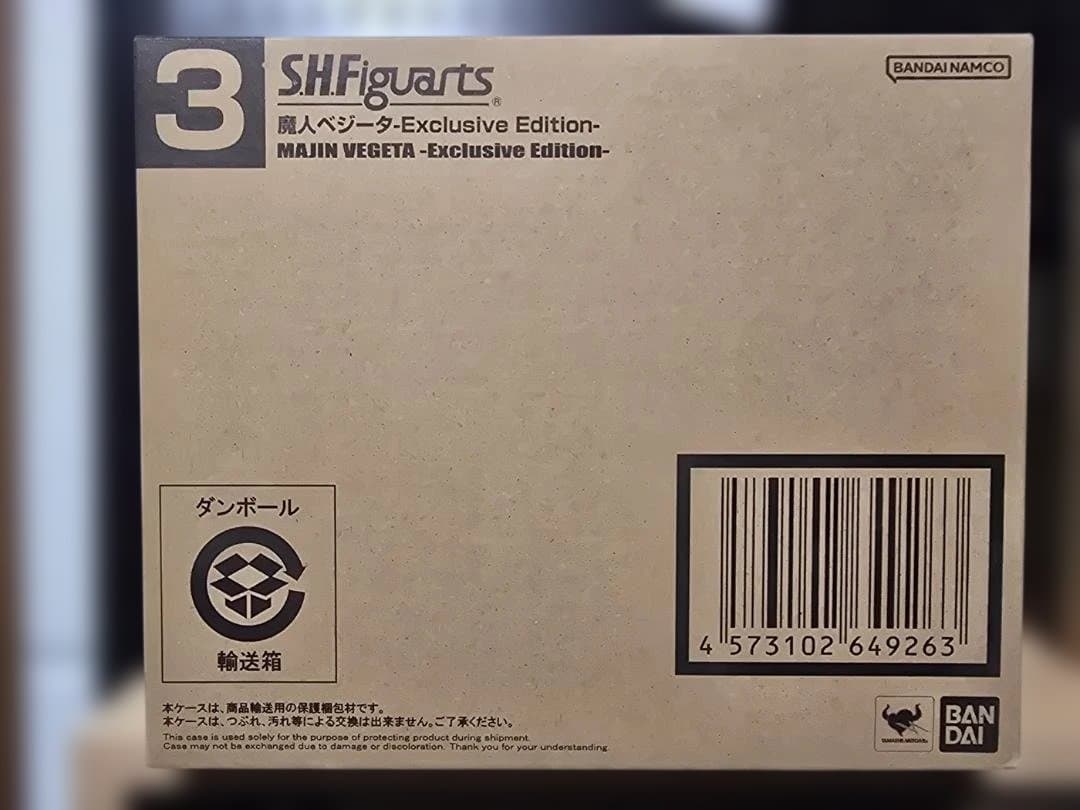 3
S.H.Figuarts®
BANDAI NAMCO
魔人ベジータ-Exclusive Edition-
MAJIN VEGETA -Exclusive Edition-
ダンボール
輸送箱
4 573102 649263
本ケースは、商品輸送用の保護梱包材です。
本ケースは、つぶれ、汚れ等による交換は出来ません。ご了承ください。
This case is used solely for the purpose of protecting product during shipment.
Case may not be exchanged due to damage or discoloration. Thank you for your understanding.
TAMASHII NATIONS
BAN
DAI